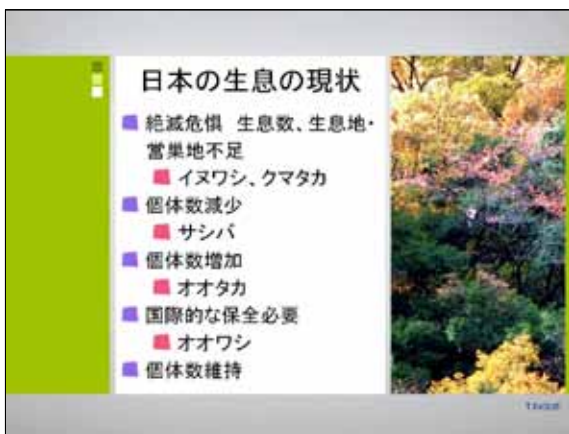 日本の生息の現状
絶滅危惧 生息数、生息地・
営巣地不足
イヌワシ、クマタカ
個体数減少
サシバ
個体数増加
オオタカ
国際的な保全必要
オオワシ
個体数維持